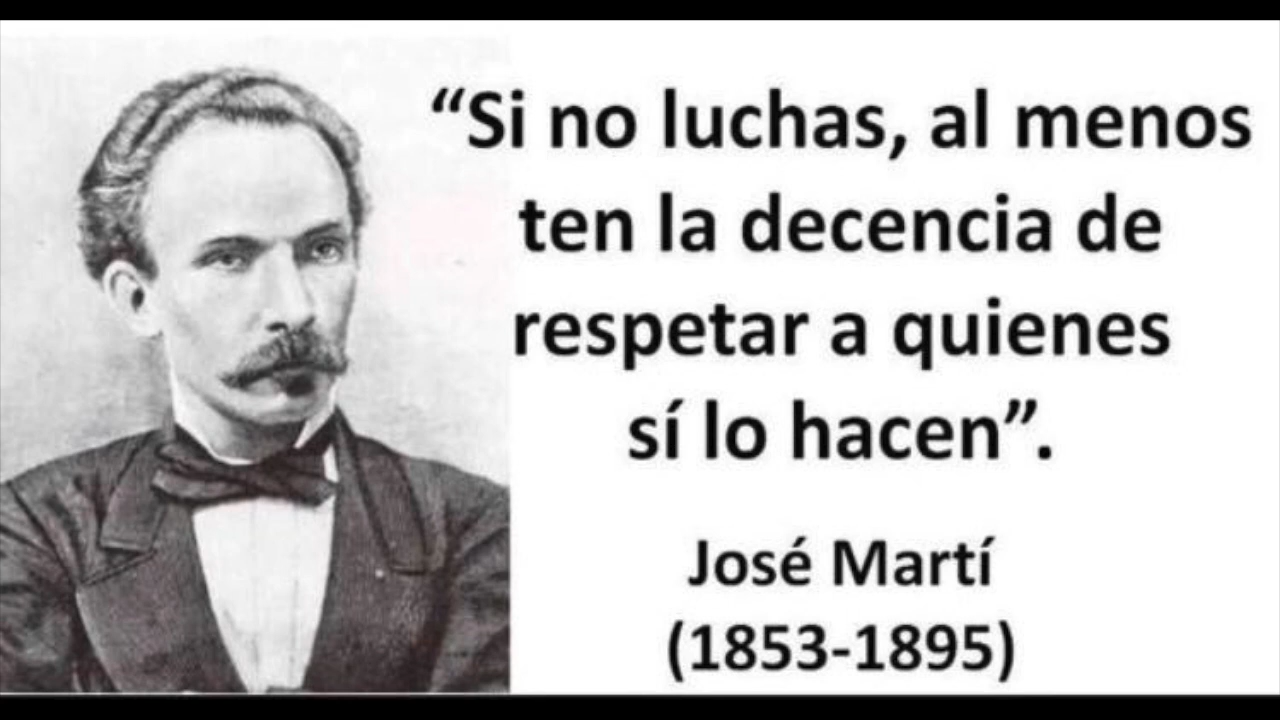 “Si no luchas, al menos
ten la decencia de
respetar a quienes
sí lo hacen”.
José Martí
(1853-1895)